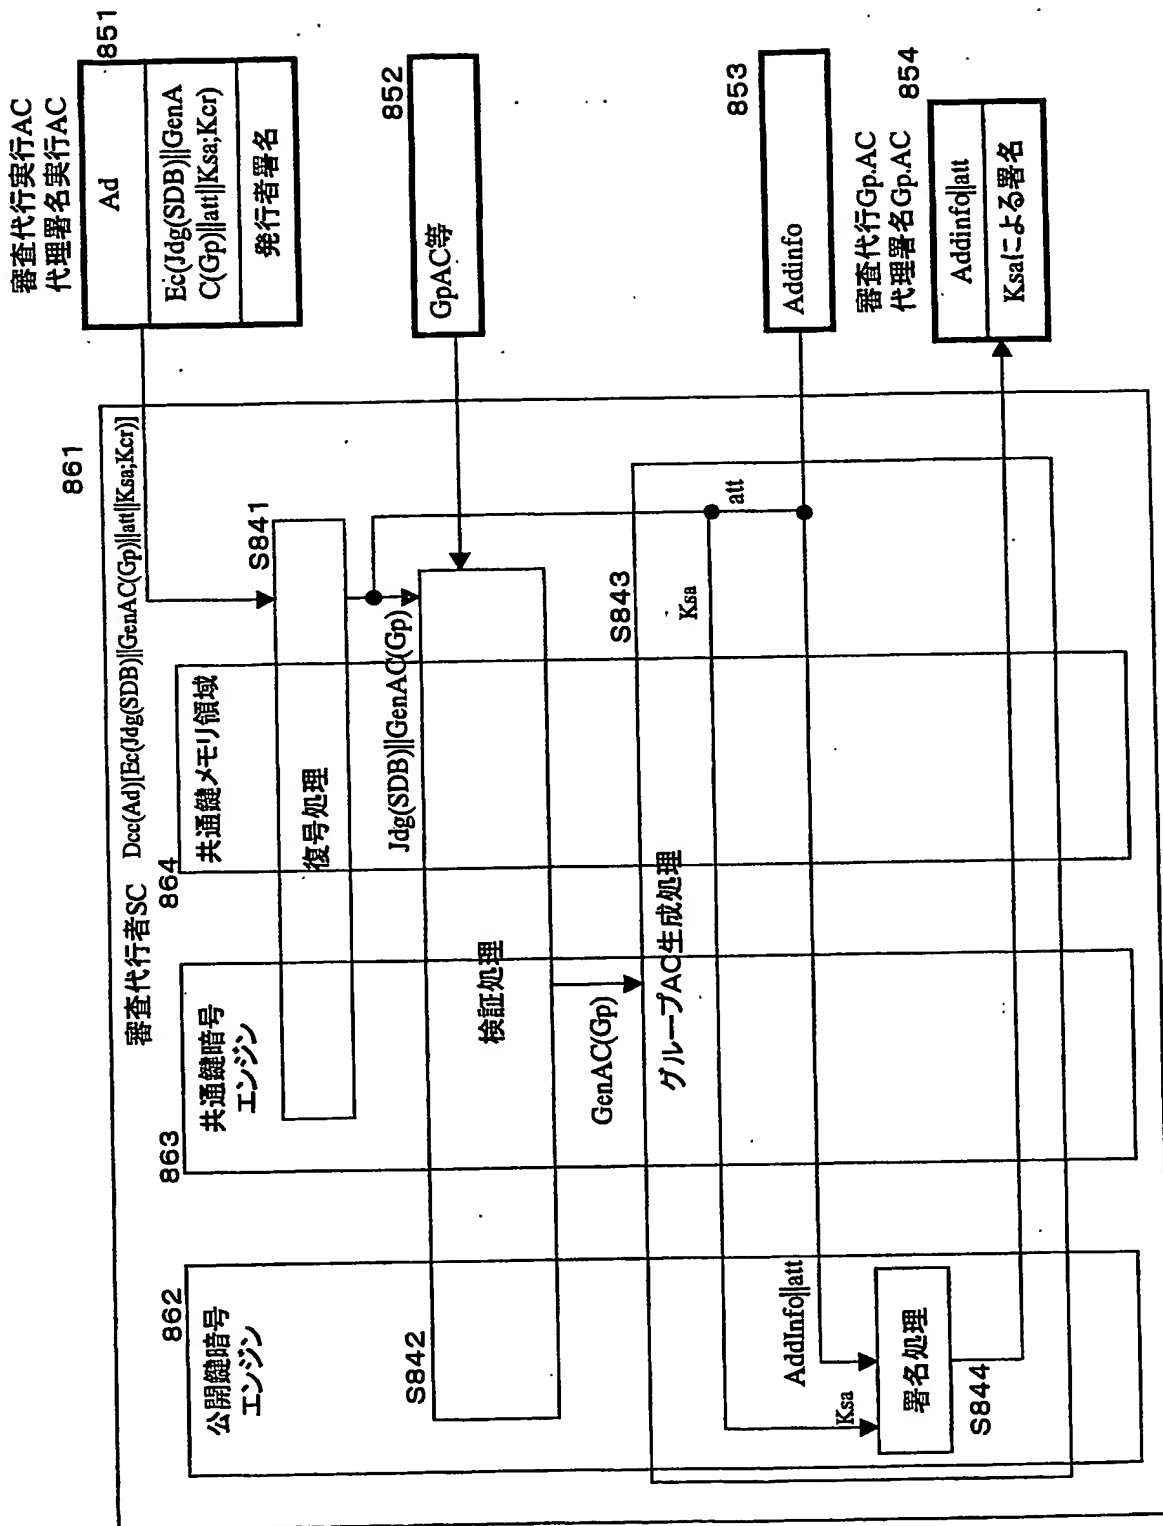 審査代行実行AC
代理署名実行AC
851
Ad
Ec(Jdg(SDB)||GenA
C(Gp)||att||Ksa;Kcr)
発行者署名
852
GpAC等
853
Addinfo
審査代行Gp.AC
代理署名Gp.AC
854
Addinfo||att
Ksaによる署名
861
審査代行者SC
Dcc(Ad)[Ec(Jdg(SDB)||GenAC(Gp)||att||Ksa;Kcr)]
864
共通鍵メモリ領域
863
共通鍵暗号
エンジン
862
公開鍵暗号
エンジン
S841
復号処理
Jdg(SDB)||GenAC(Gp)
S842
検証処理
GenAC(Gp)
S843
グループAC生成処理
Ksa
att
AddInfo||att
Ksa
署名処理
S844